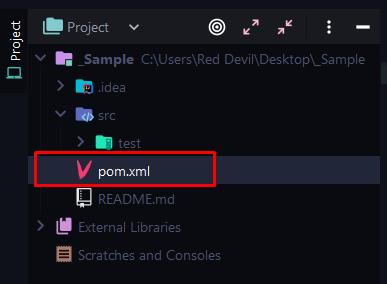 Project
Project
_Sample C:\Users\Red Devil\Desktop\_Sample
.idea
src
test
pom.xml
README.md
External Libraries
Scratches and Consoles